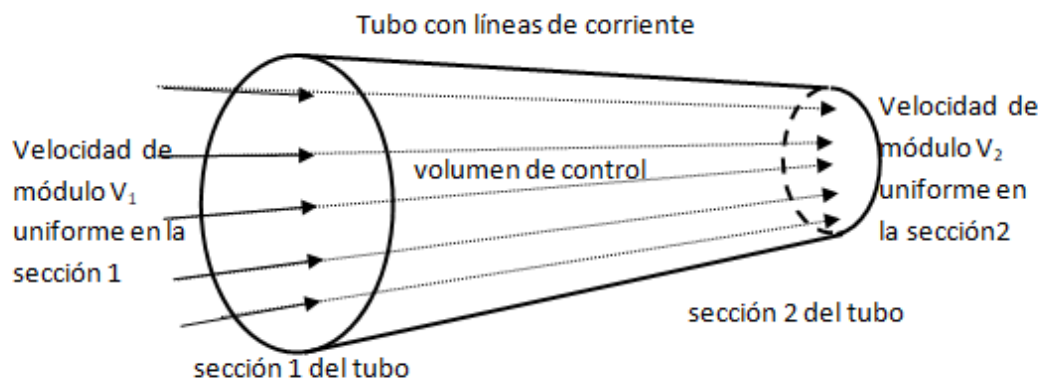 Tubo con líneas de corriente
Velocidad de
módulo V₁
uniforme en la
sección 1
volumen de control
Velocidad de
módulo V₂
uniforme en
la sección2
sección 2 del tubo
sección 1 del tubo